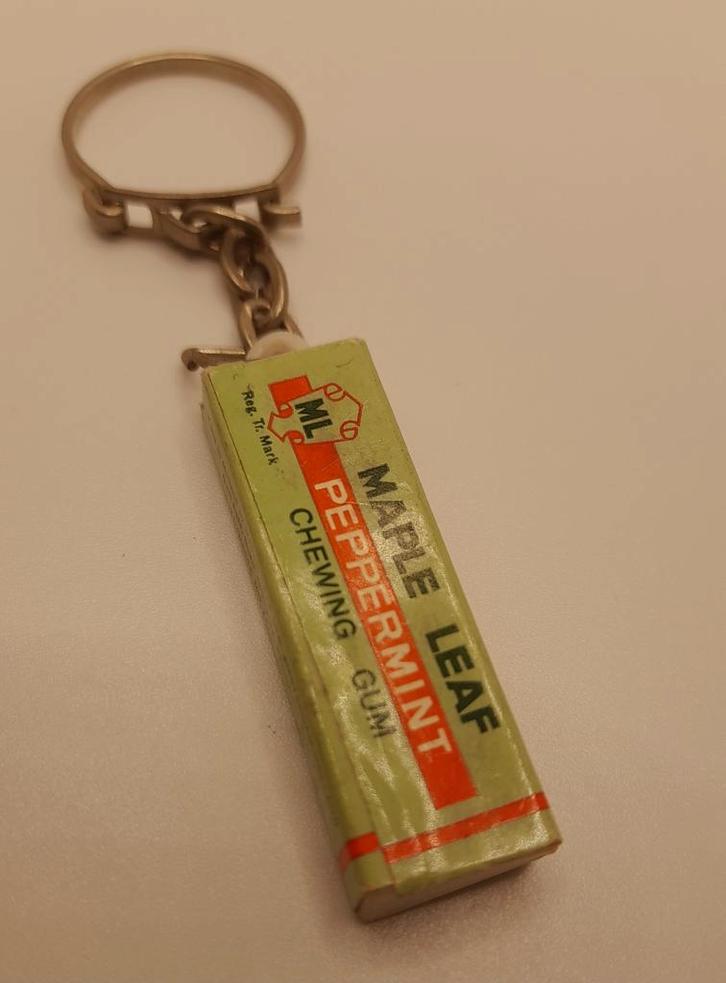 ML
Reg. Tr. Mark
MAPLE LEAF
PEPPERMINT
CHEWING GUM